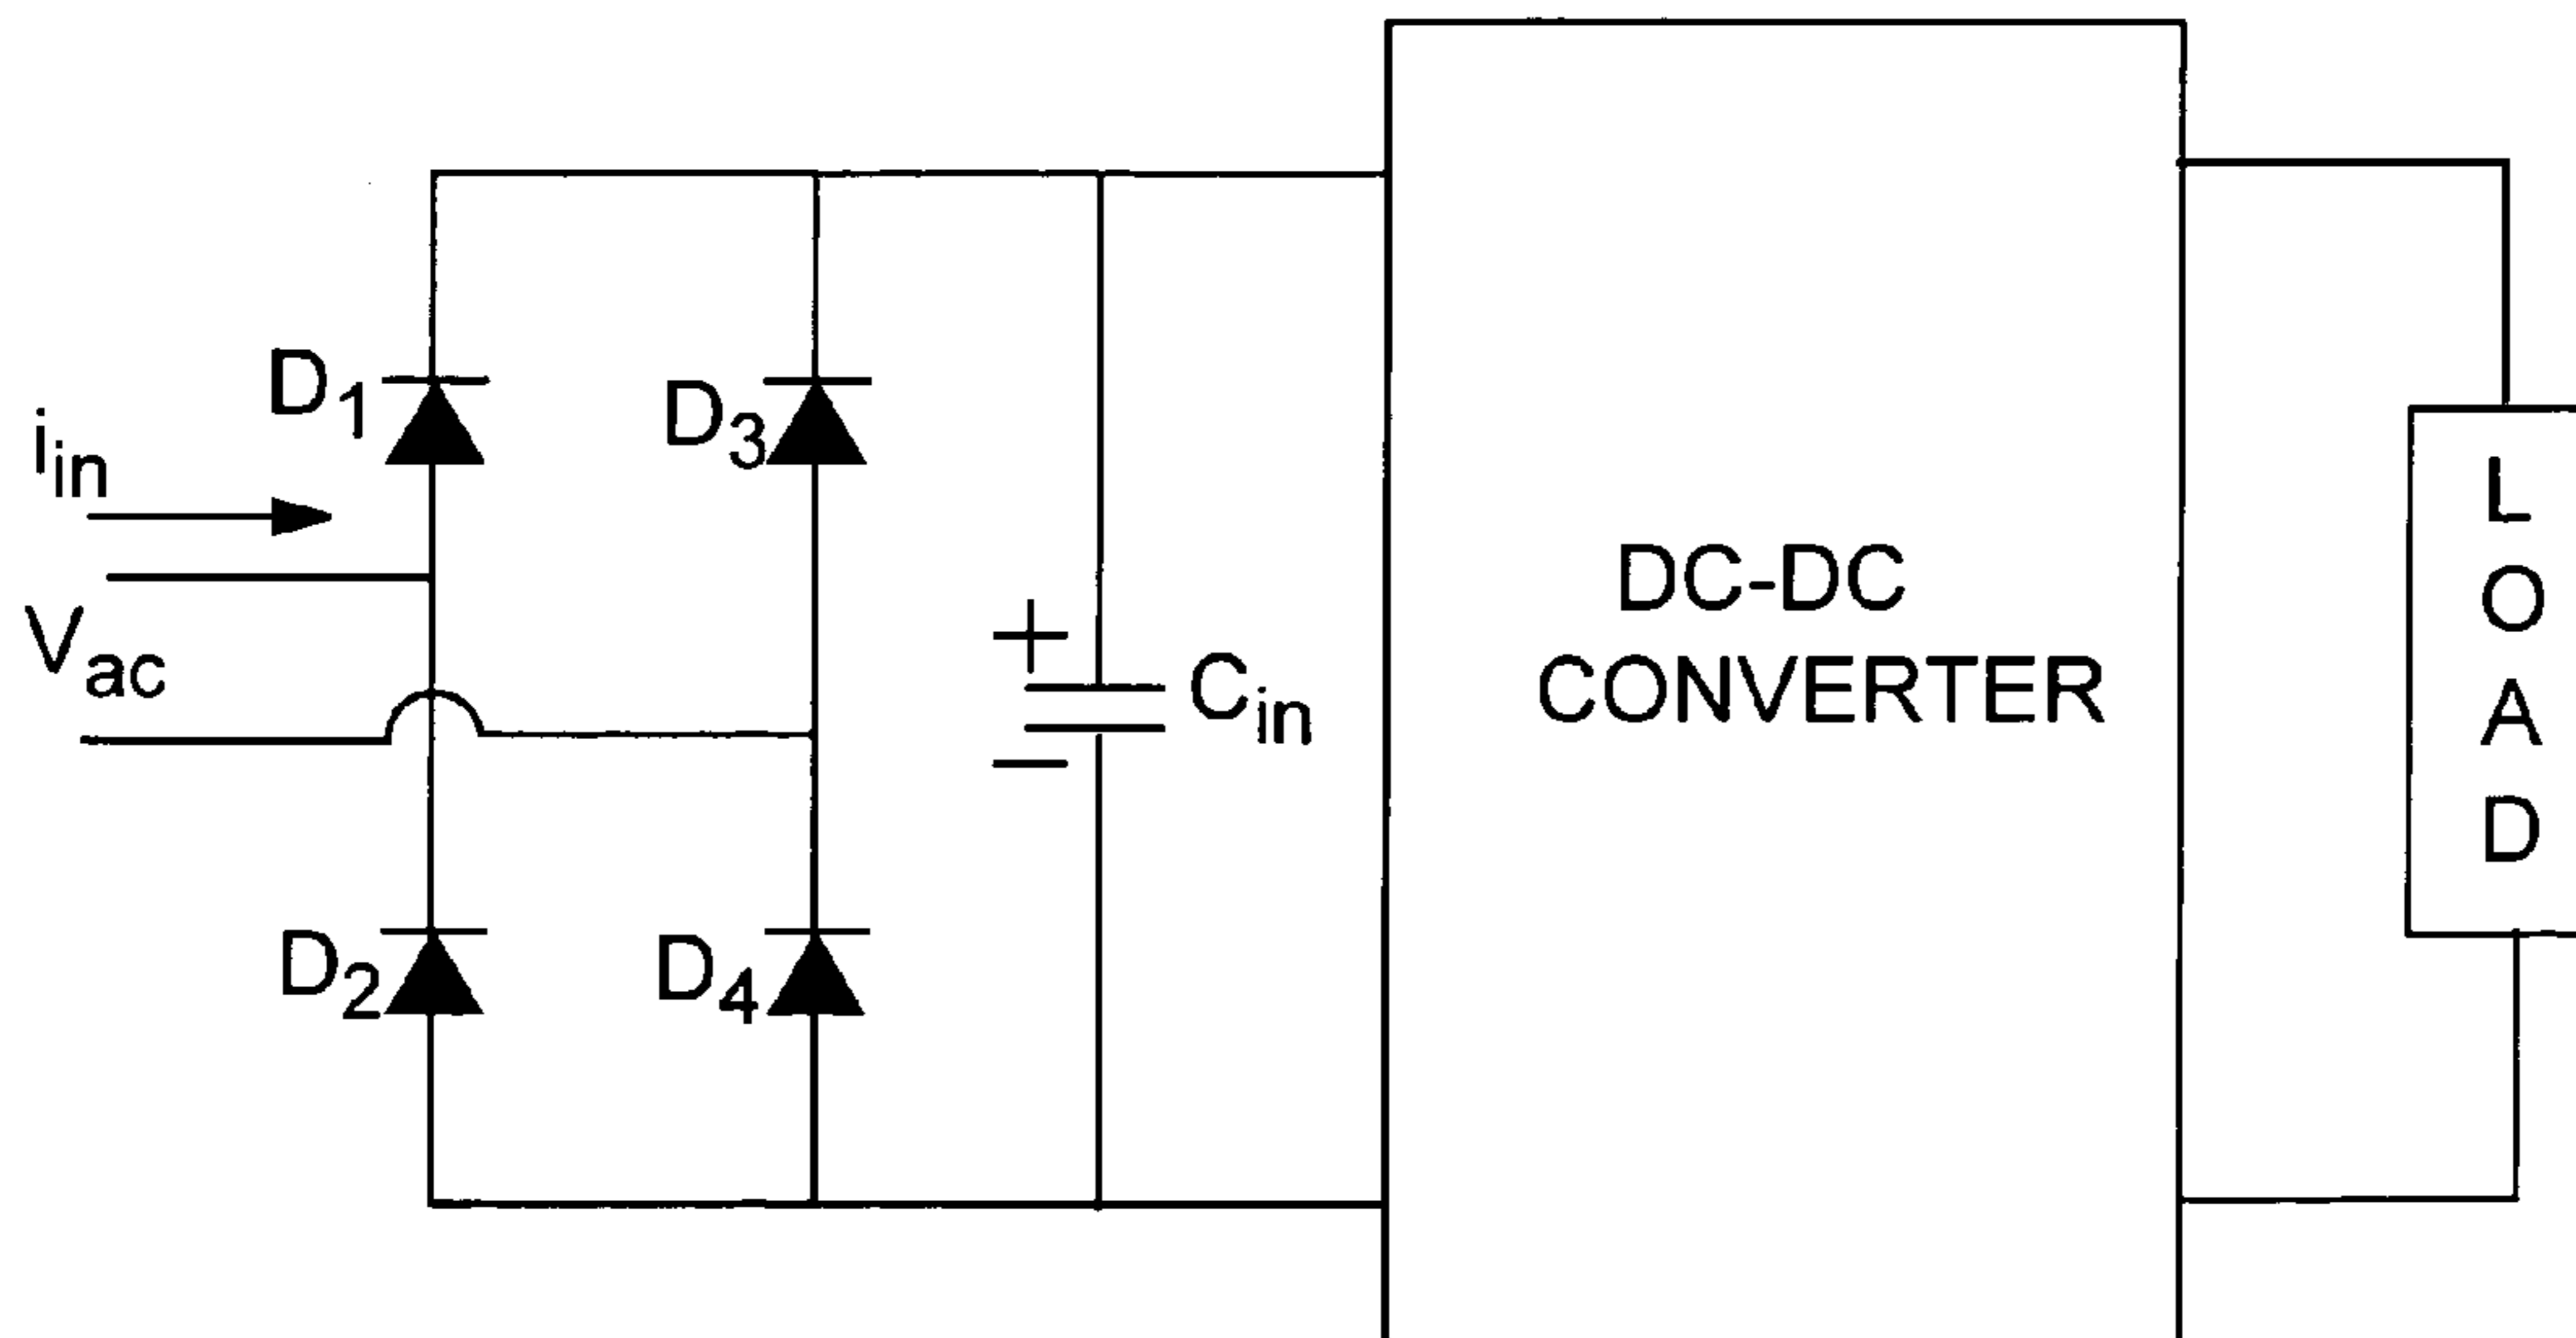 D1
D3
iin
Vac
+
Cin
−
DC-DC
CONVERTER
L
O
A
D
D2
D4